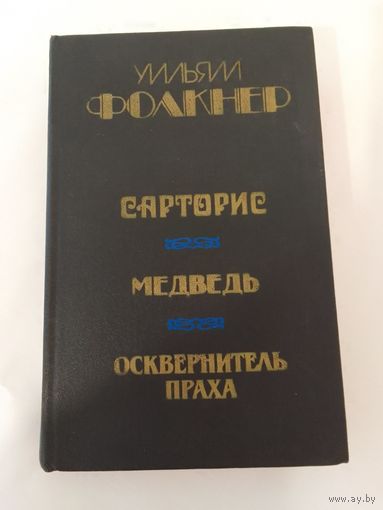 УИЛЬЯМ
ФОЛКНЕР
САРТОРИС
МЕДВЕДЬ
ОСКВЕРНИТЕЛЬ
ПРАХА
© www.ay.by